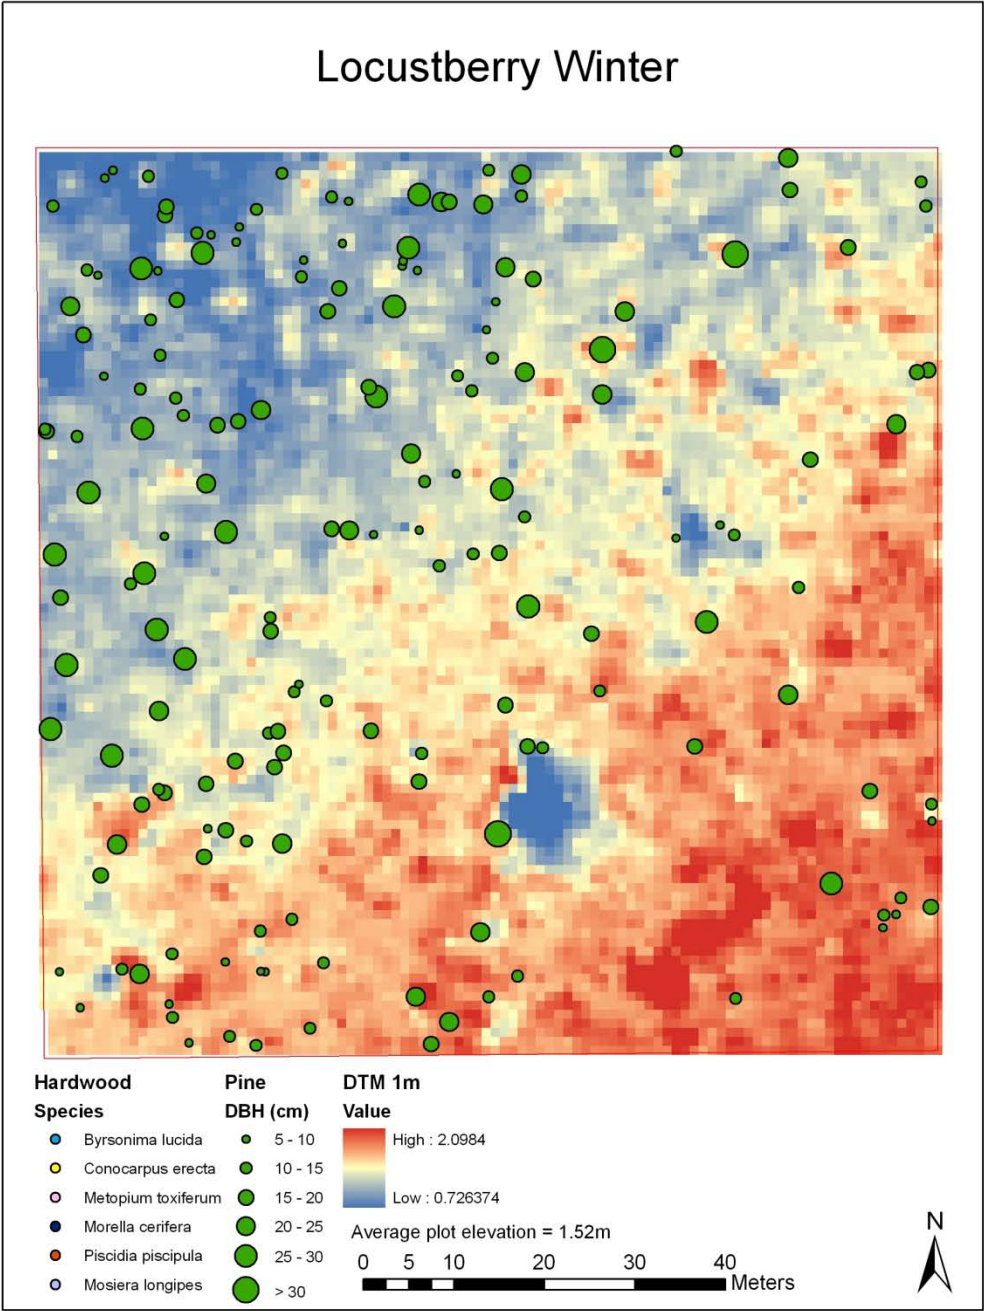 Locustberry Winter
Hardwood
Species
Byrsonima lucida
Conocarpus erecta
Metopium toxiferum
Morella cerifera
Piscidia piscipula
Mosiera longipes
Pine
DBH (cm)
5 - 10
10 - 15
15 - 20
20 - 25
25 - 30
> 30
DTM 1m
Value
High : 2.0984
Low : 0.726374
Average plot elevation = 1.52m
0 5 10 20 30 40
Meters
N